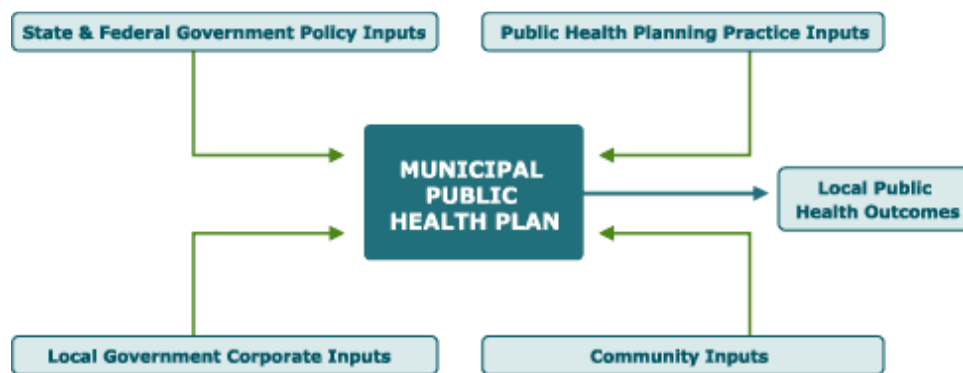 State & Federal Government Policy Inputs
Public Health Planning Practice Inputs
MUNICIPAL
PUBLIC
HEALTH PLAN
Local Public
Health Outcomes
Local Government Corporate Inputs
Community Inputs